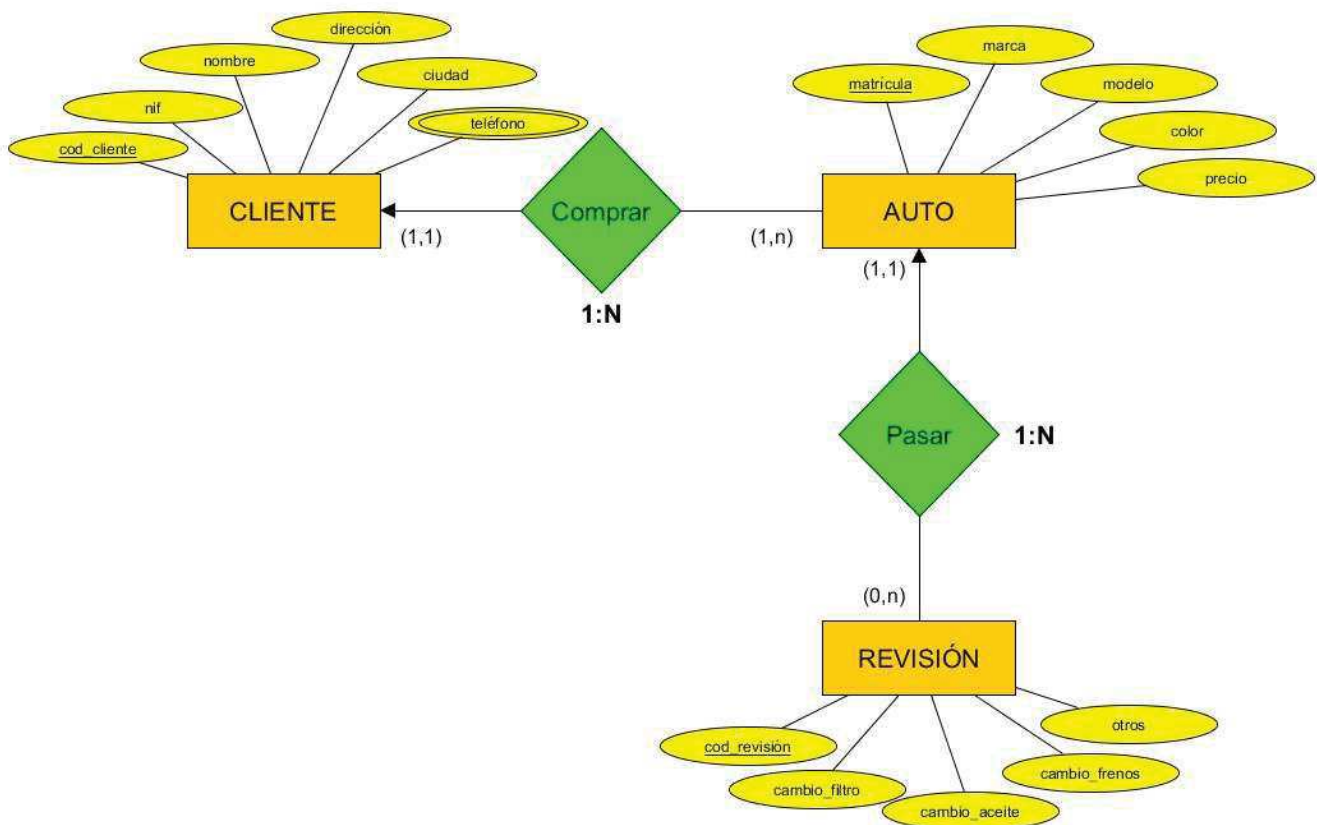 dirección
nombre
ciudad
nif
teléfono
cod_cliente
CLIENTE
(1,1)
Comprar
1:N
(1,n)
marca
matrícula
modelo
color
precio
AUTO
(1,1)
Pasar
1:N
(0,n)
REVISIÓN
cod_revisión
cambio_filtro
cambio_aceite
cambio_frenos
otros